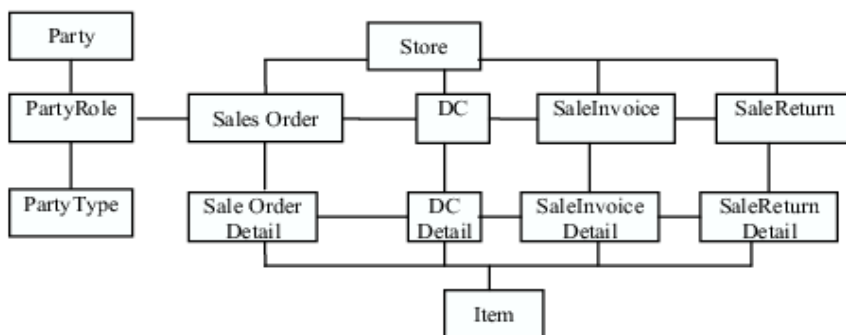 Party
Store
PartyRole
Sales Order
DC
SaleInvoice
SaleReturn
PartyType
Sale Order
Detail
DC
Detail
SaleInvoice
Detail
SaleReturn
Detail
Item